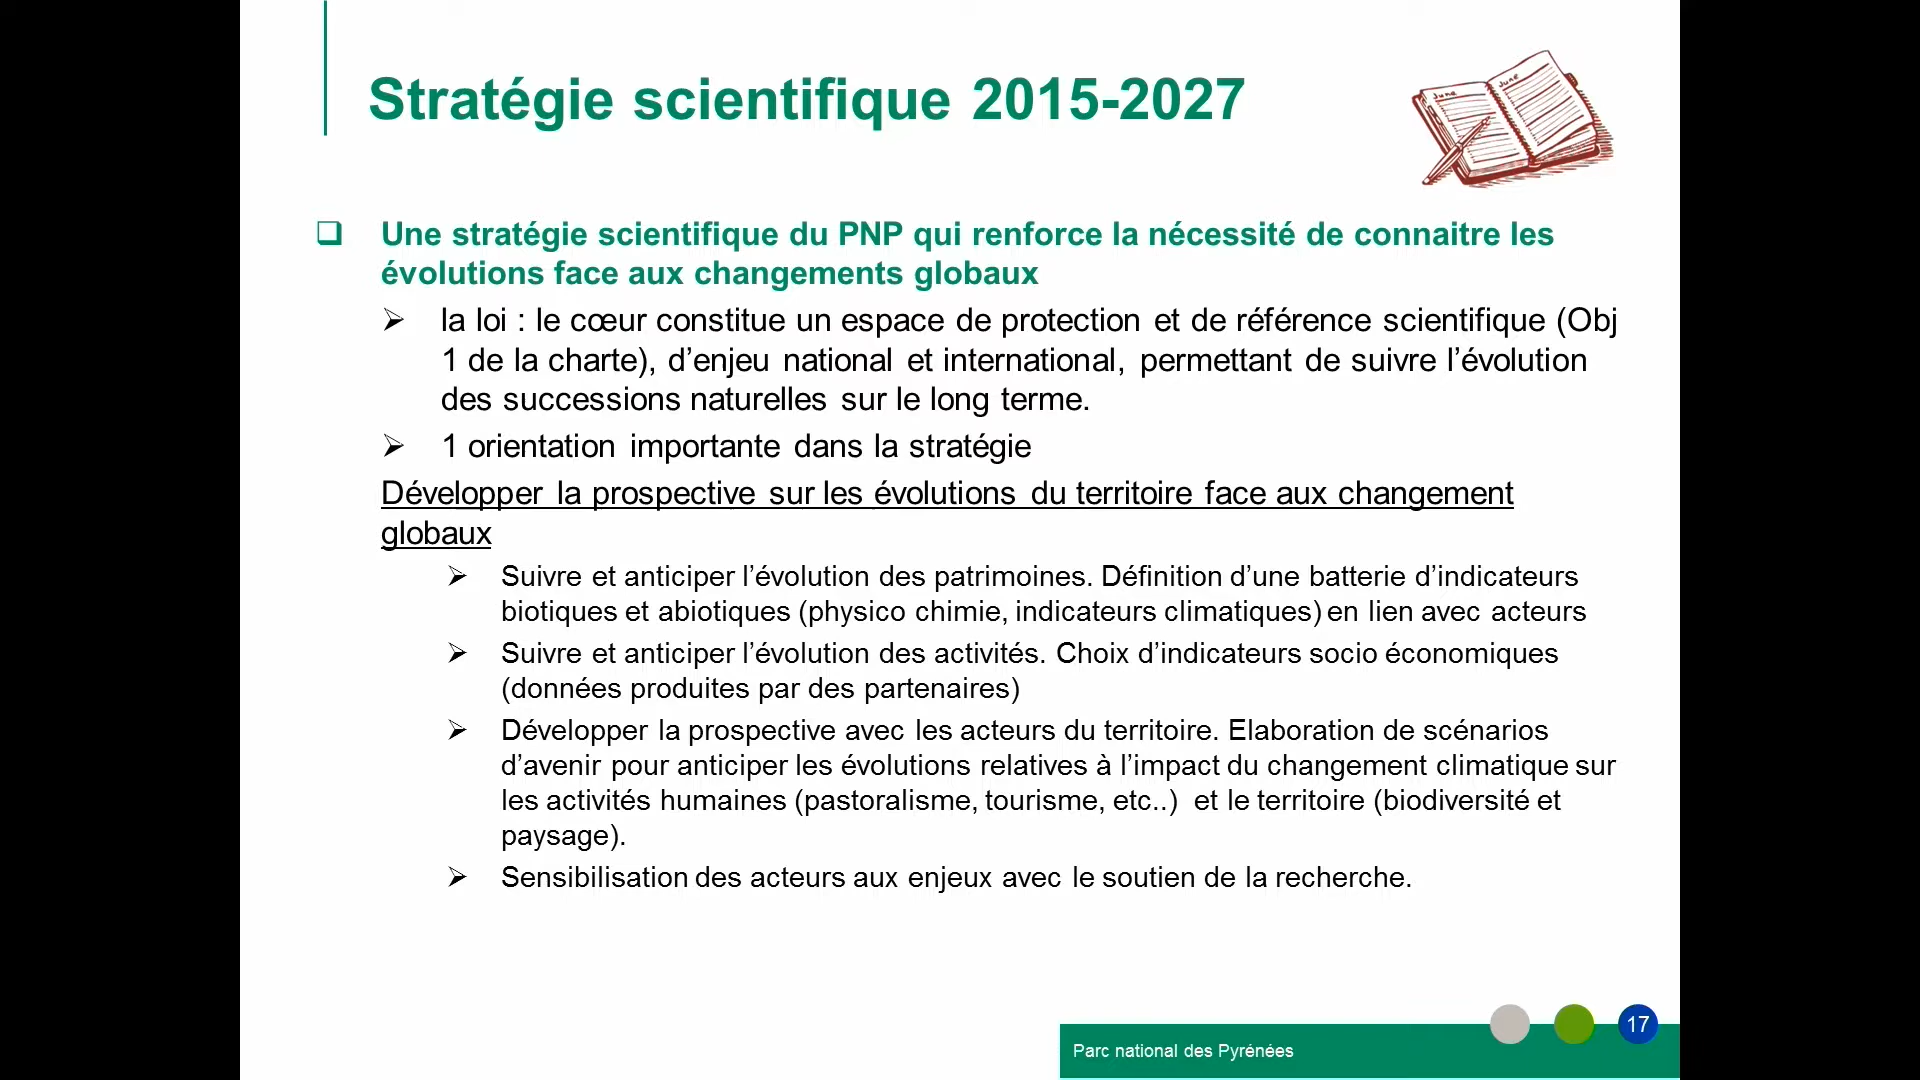 Stratégie scientifique 2015-2027
June
June
Une stratégie scientifique du PNP qui renforce la nécessité de connaitre les
évolutions face aux changements globaux
la loi : le cœur constitue un espace de protection et de référence scientifique (Obj
1 de la charte), d’enjeu national et international, permettant de suivre l’évolution
des successions naturelles sur le long terme.
1 orientation importante dans la stratégie
Développer la prospective sur les évolutions du territoire face aux changement
globaux
Suivre et anticiper l’évolution des patrimoines. Définition d’une batterie d’indicateurs
biotiques et abiotiques (physico chimie, indicateurs climatiques) en lien avec acteurs
Suivre et anticiper l’évolution des activités. Choix d’indicateurs socio économiques
(données produites par des partenaires)
Développer la prospective avec les acteurs du territoire. Elaboration de scénarios
d’avenir pour anticiper les évolutions relatives à l’impact du changement climatique sur
les activités humaines (pastoralisme, tourisme, etc..) et le territoire (biodiversité et
paysage).
Sensibilisation des acteurs aux enjeux avec le soutien de la recherche.
17
Parc national des Pyrénées